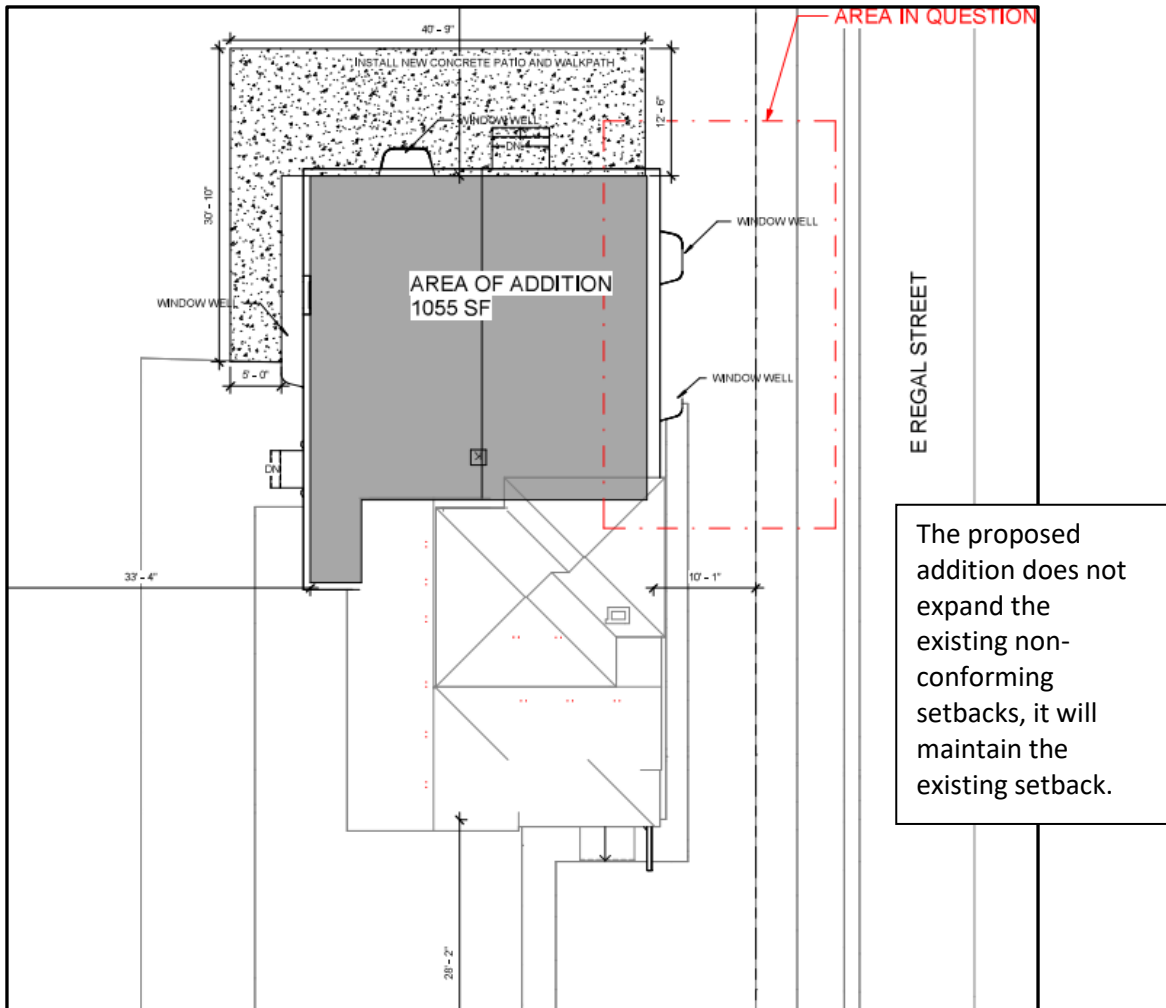 AREA IN QUESTION
40' - 9"
INSTALL NEW CONCRETE PATIO AND WALKPATH
12' - 6"
WINDOW WELL
DN
30' - 10"
WINDOW WELL
AREA OF ADDITION
1055 SF
WINDOW WELL
E REGAL STREET
5' - 0"
WINDOW WELL
DN
The proposed
addition does not
expand the
existing non-
conforming
setbacks, it will
maintain the
existing setback.
33' - 4"
10' - 1"
28' - 2"